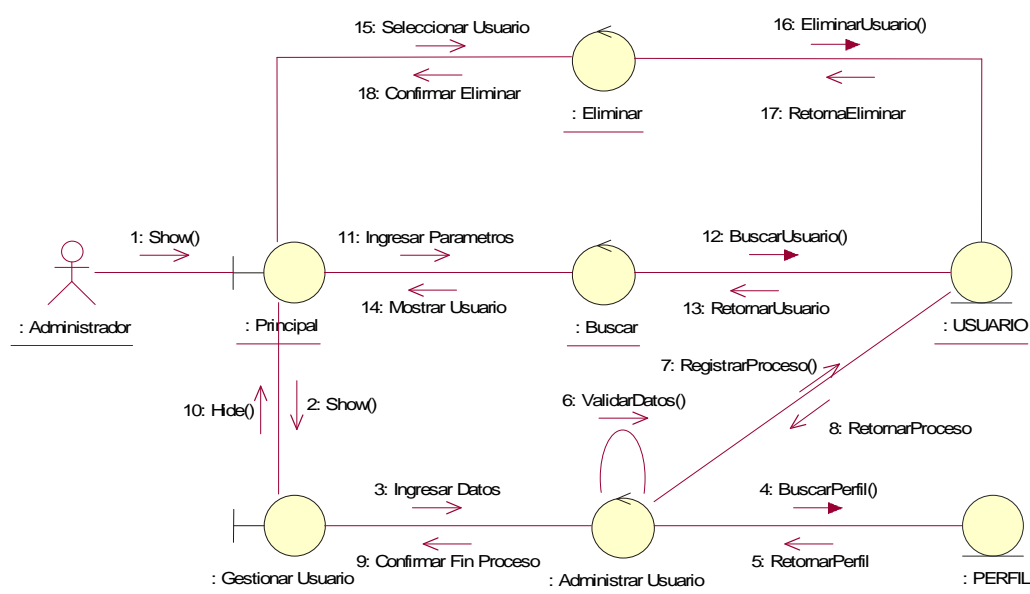 15: Seleccionar Usuario
16: EliminarUsuario()
18: Confirmar Eliminar
: Eliminar
17: RetornaEliminar
1: Show()
11: Ingresar Parametros
12: BuscarUsuario()
14: Mostrar Usuario
13: RetornarUsuario
: Administrador
: Principal
: Buscar
: USUARIO
7: RegistrarProceso()
10: Hide()
2: Show()
6: ValidarDatos()
8: RetornarProceso
3: Ingresar Datos
4: BuscarPerfil()
9: Confirmar Fin Proceso
5: RetornarPerfil
: Gestionar Usuario
: Administrar Usuario
: PERFIL